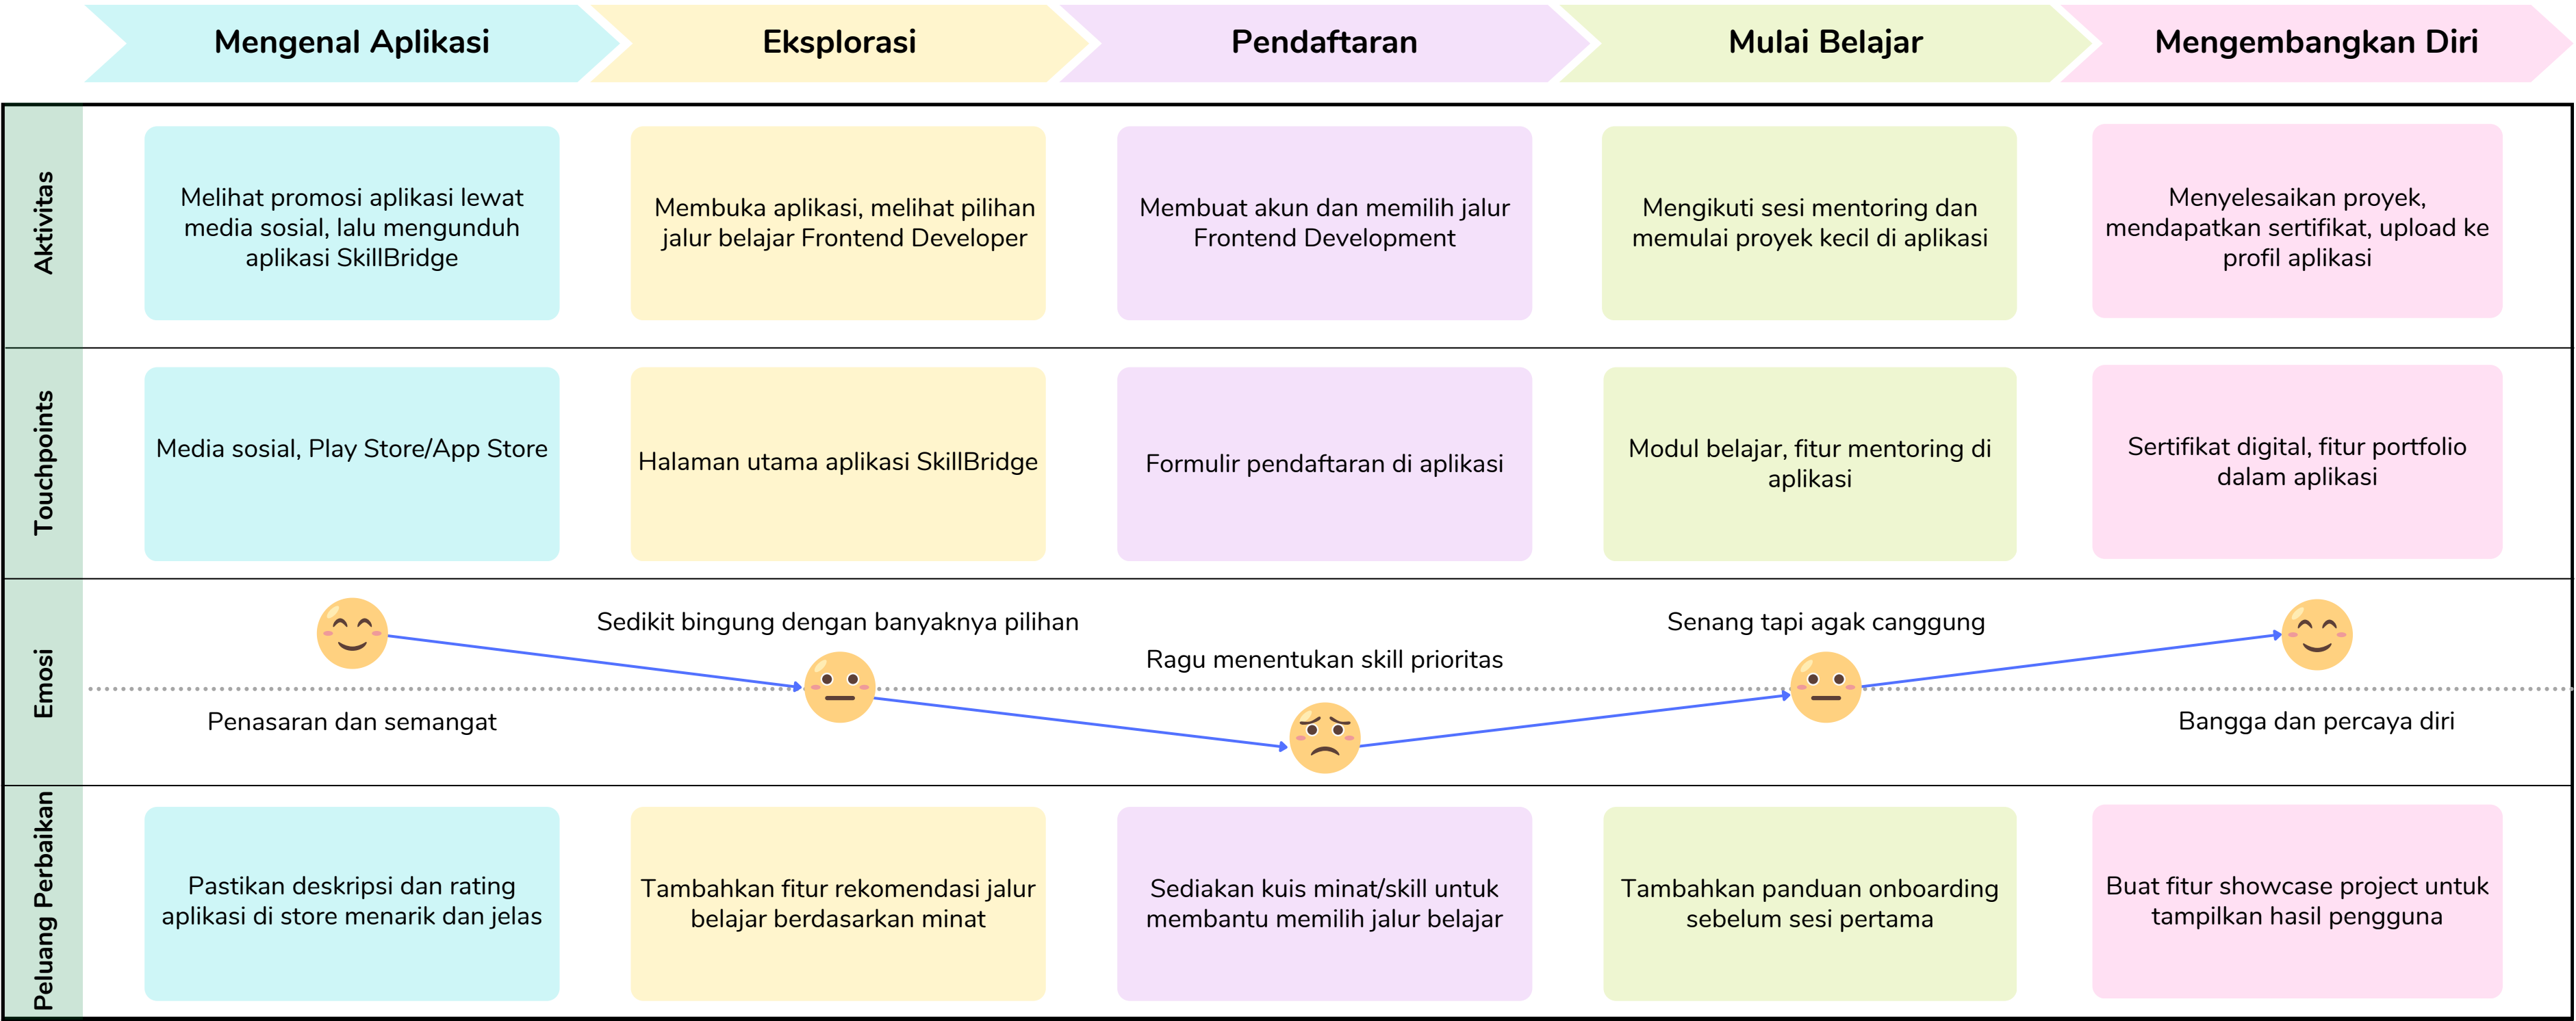 Mengenal Aplikasi
Eksplorasi
Pendaftaran
Mulai Belajar
Mengembangkan Diri
Aktivitas
Melihat promosi aplikasi lewat
media sosial, lalu mengunduh
aplikasi SkillBridge
Membuka aplikasi, melihat pilihan
jalur belajar Frontend Developer
Membuat akun dan memilih jalur
Frontend Development
Mengikuti sesi mentoring dan
memulai proyek kecil di aplikasi
Menyelesaikan proyek,
mendapatkan sertifikat, upload ke
profil aplikasi
Touchpoints
Media sosial, Play Store/App Store
Halaman utama aplikasi SkillBridge
Formulir pendaftaran di aplikasi
Modul belajar, fitur mentoring di
aplikasi
Sertifikat digital, fitur portfolio
dalam aplikasi
Emosi
Penasaran dan semangat
Sedikit bingung dengan banyaknya pilihan
Ragu menentukan skill prioritas
Senang tapi agak canggung
Bangga dan percaya diri
Peluang Perbaikan
Pastikan deskripsi dan rating
aplikasi di store menarik dan jelas
Tambahkan fitur rekomendasi jalur
belajar berdasarkan minat
Sediakan kuis minat/skill untuk
membantu memilih jalur belajar
Tambahkan panduan onboarding
sebelum sesi pertama
Buat fitur showcase project untuk
tampilkan hasil pengguna